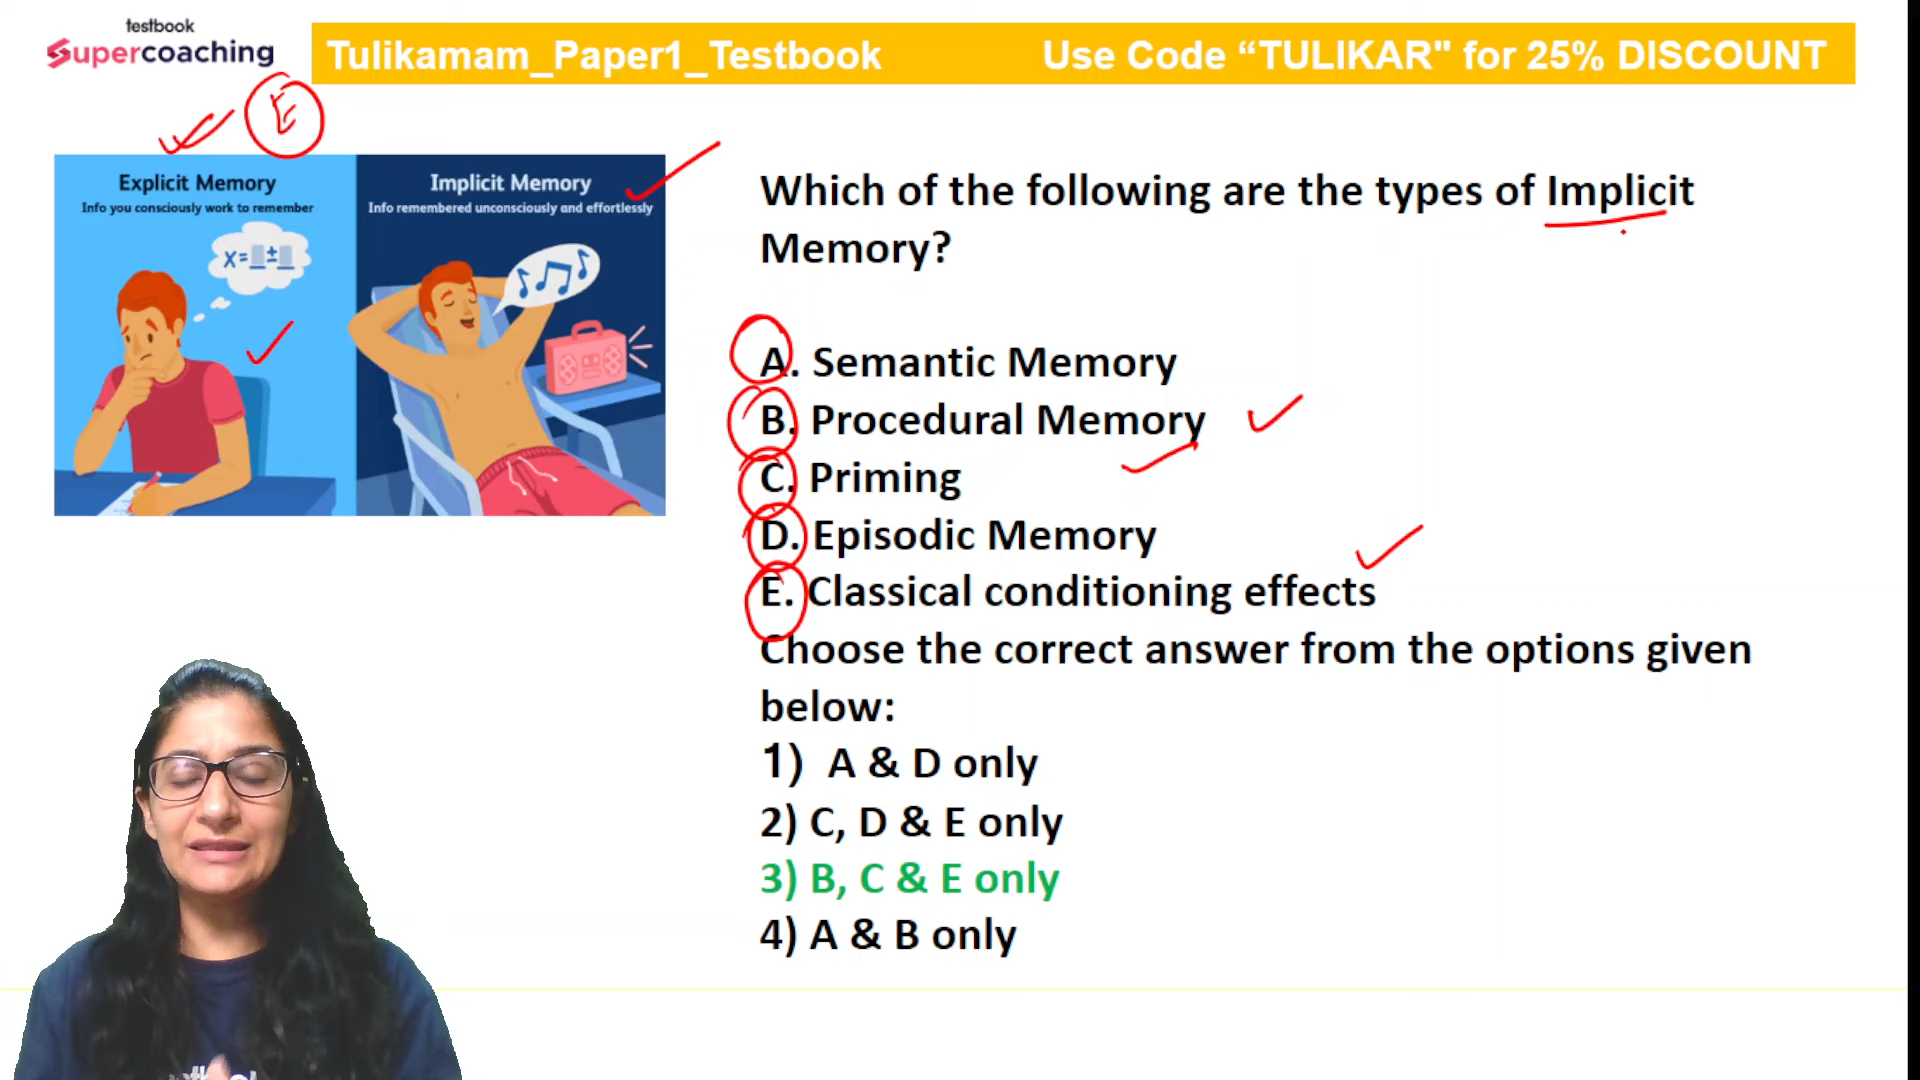 testbook
Supercoaching
Tulikamam_Paper1_Testbook
Use Code “TULIKAR" for 25% DISCOUNT
E
Explicit Memory
Info you consciously work to remember
x= ±
Implicit Memory
Info remembered unconsciously and effortlessly
Which of the following are the types of Implicit
Memory?
A. Semantic Memory
B. Procedural Memory
C. Priming
D. Episodic Memory
E. Classical conditioning effects
Choose the correct answer from the options given
below:
1) A & D only
2) C, D & E only
3) B, C & E only
4) A & B only